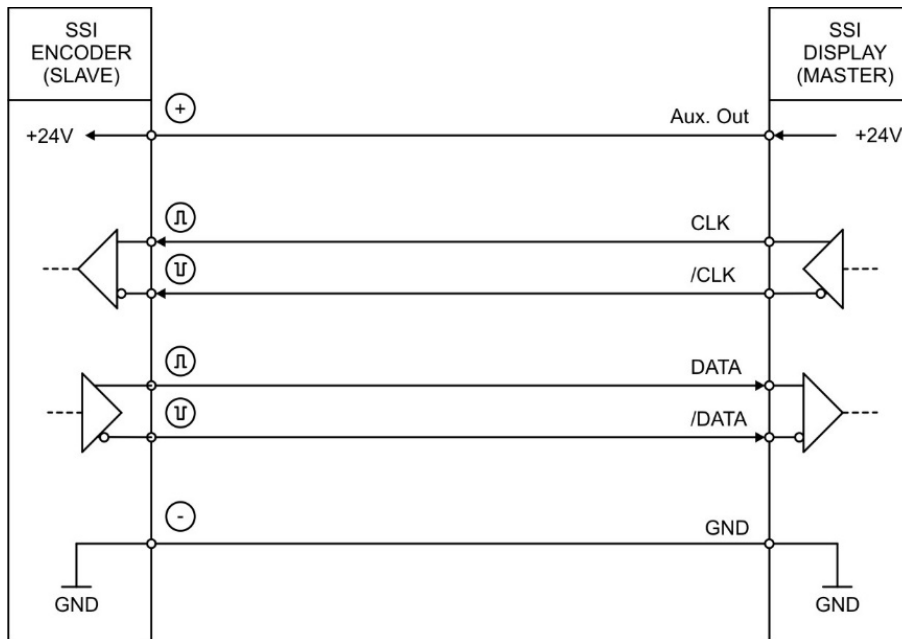 SSI
ENCODER
(SLAVE)
SSI
DISPLAY
(MASTER)
+
Aux. Out
+24V
+24V
CLK
/CLK
DATA
/DATA
-
GND
GND
GND